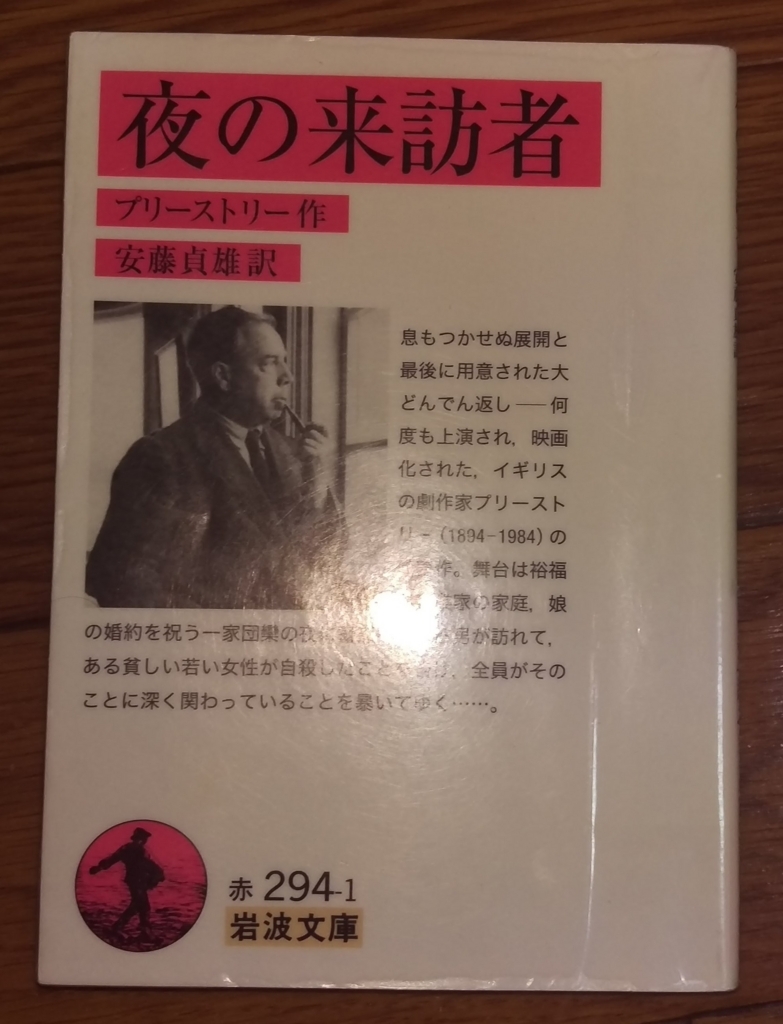 夜の来訪者
プリーストリー作
安藤貞雄訳
息もつかせぬ展開と
最後に用意された大
どんでん返し──何
度も上演され，映画
化された，イギリス
の劇作家プリースト
リー(1894-1984)の
作。舞台は裕福
家の家庭，娘
の婚約を祝う一家団欒の夜に 男が訪れて，
ある貧しい若い女性が自殺したことを ，全員がその
ことに深く関わっていることを暴いてゆく……。
赤 294-1
岩波文庫